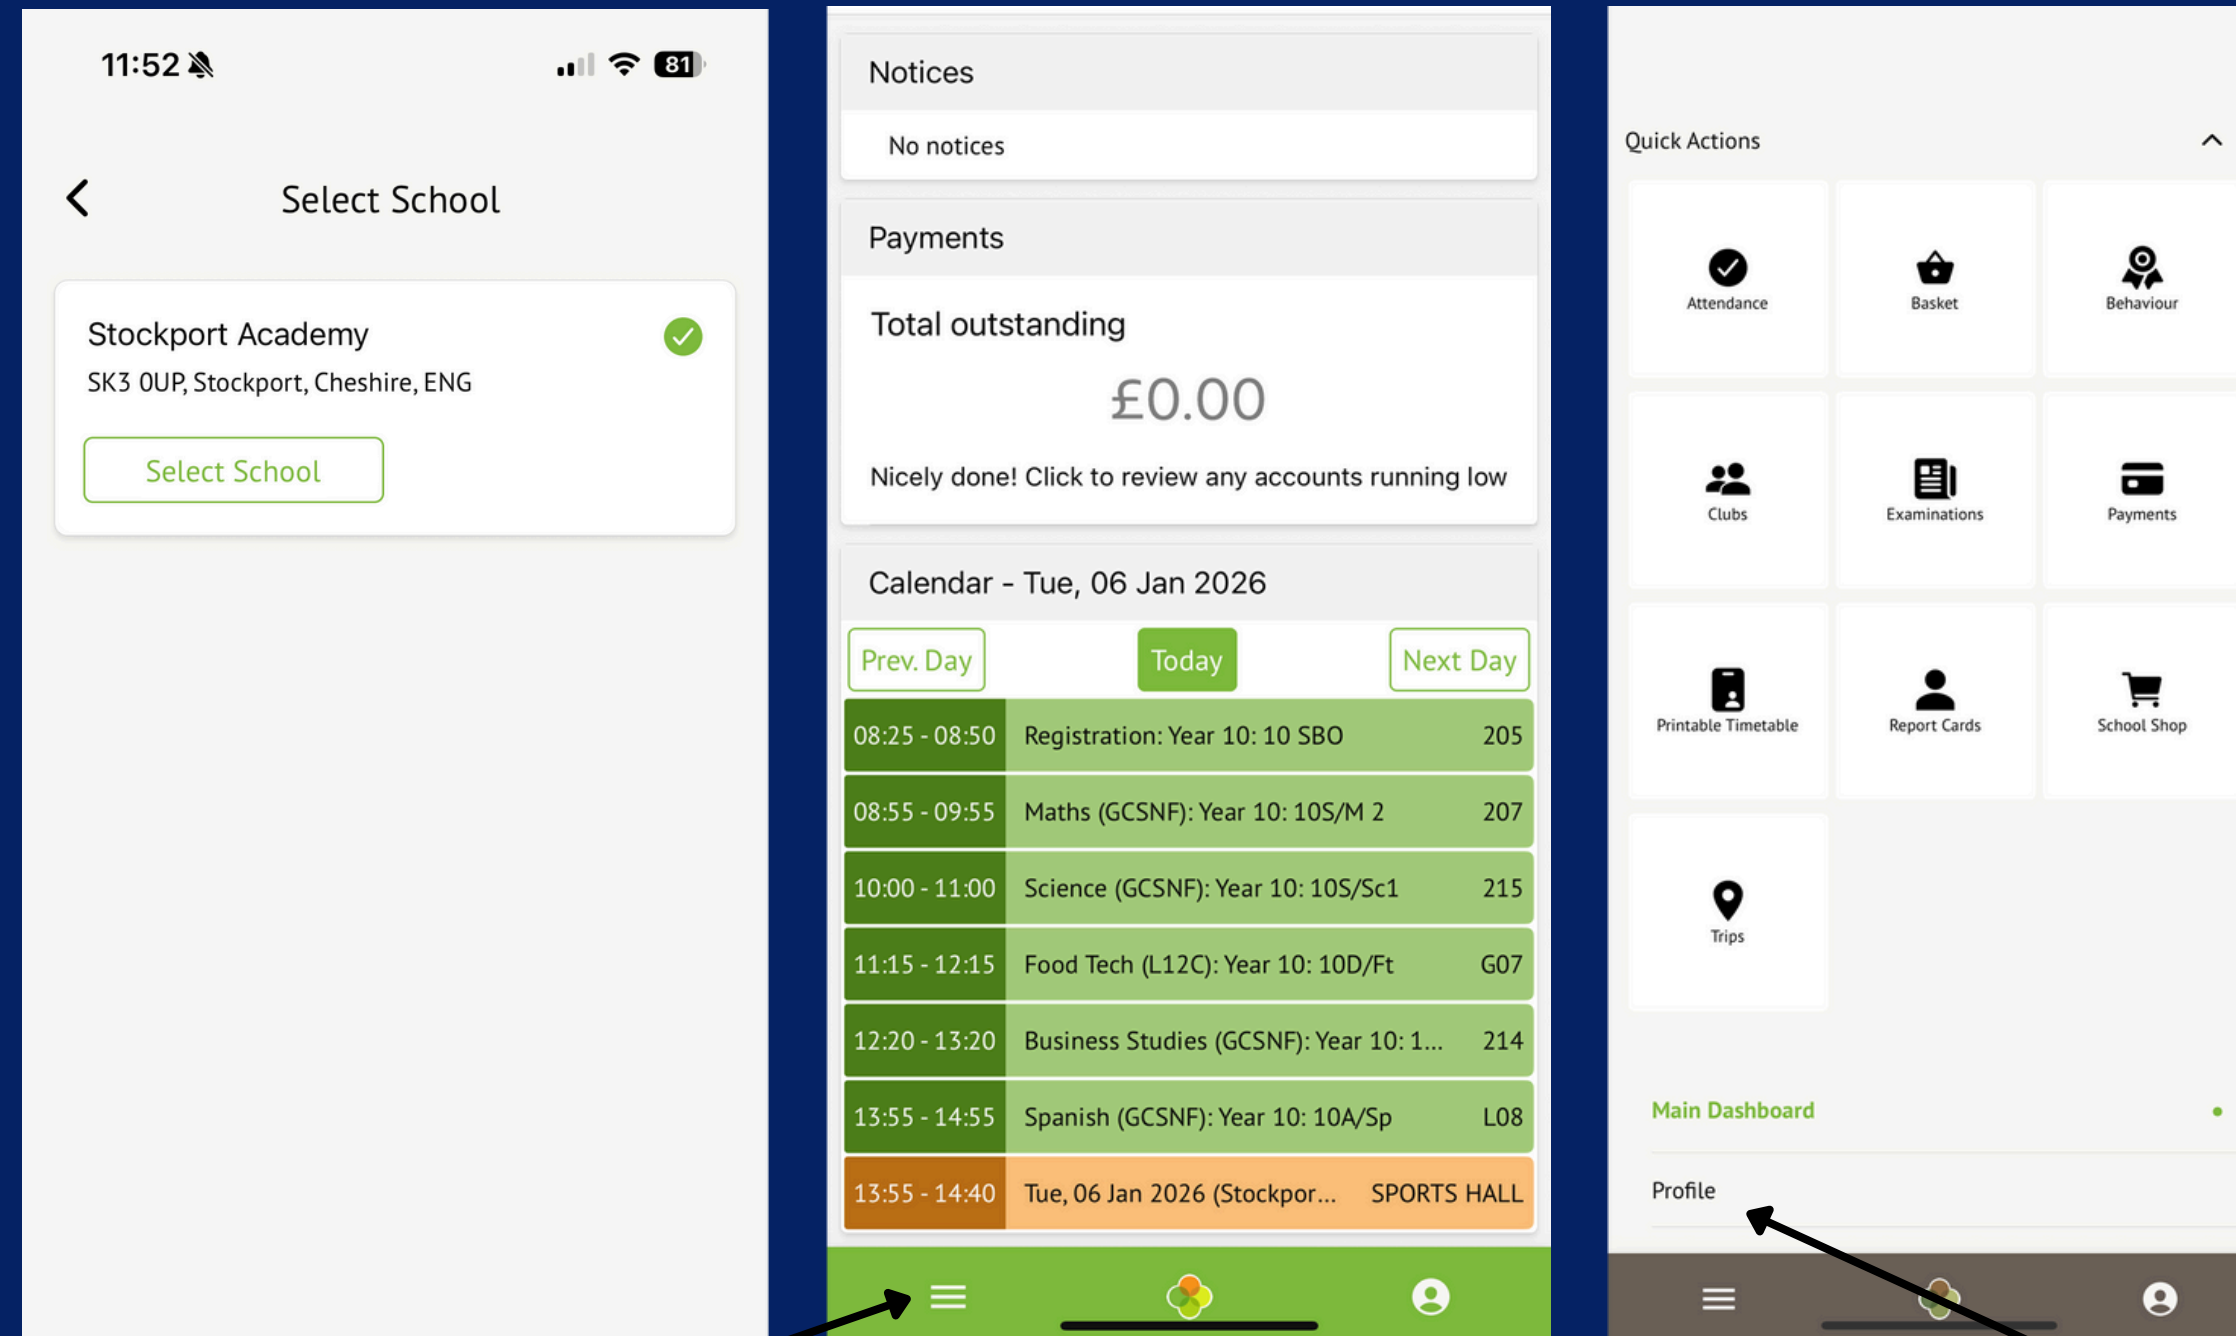 11:52
81
Select School
Stockport Academy
SK3 0UP, Stockport, Cheshire, ENG
Select School
Notices
No notices
Payments
Total outstanding
£0.00
Nicely done! Click to review any accounts running low
Calendar - Tue, 06 Jan 2026
Prev. Day Today Next Day
08:25 - 08:50 Registration: Year 10: 10 SBO 205
08:55 - 09:55 Maths (GCSNF): Year 10: 10S/M 2 207
10:00 - 11:00 Science (GCSNF): Year 10: 10S/Sc1 215
11:15 - 12:15 Food Tech (L12C): Year 10: 10D/Ft G07
12:20 - 13:20 Business Studies (GCSNF): Year 10: 1... 214
13:55 - 14:55 Spanish (GCSNF): Year 10: 10A/Sp L08
13:55 - 14:40 Tue, 06 Jan 2026 (Stockpor... SPORTS HALL
Quick Actions
Attendance Basket Behaviour
Clubs Examinations Payments
Printable Timetable Report Cards School Shop
Trips
Main Dashboard
Profile